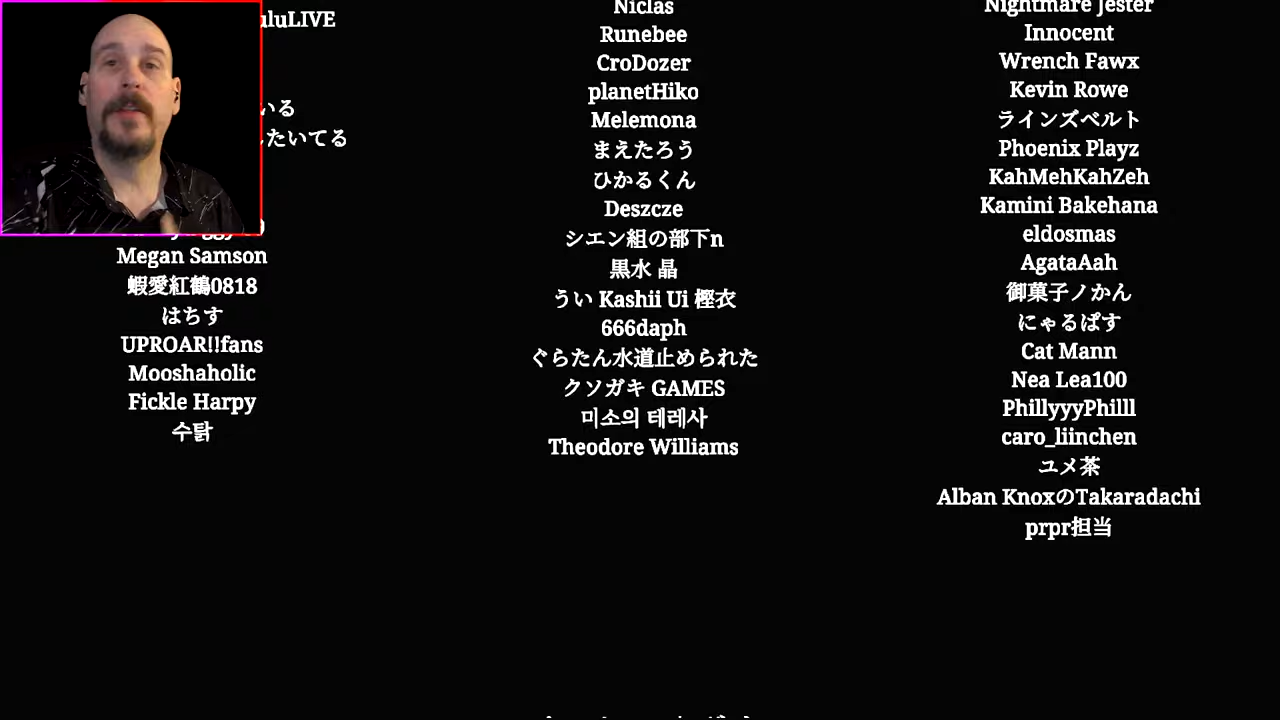 uluLIVE
いる
たいてる
Megan Samson
蝦愛紅鶴0818
はちす
UPROAR!!fans
Mooshaholic
Fickle Harpy
수탉
Niclas
Runebee
CroDozer
planetHiko
Melemona
まえたろう
ひかるくん
Deszcze
シエン組の部下n
黒水 晶
うい Kashii Ui 樫衣
666daph
ぐらたん水道止められた
クソガキ GAMES
미소의 테레사
Theodore Williams
Nightmare Jester
Innocent
Wrench Fawx
Kevin Rowe
ラインズベルト
Phoenix Playz
KahMehKahZeh
Kamini Bakehana
eldosmas
AgataAah
御菓子ノかん
にゃるぱす
Cat Mann
Nea Lea100
PhillyyyPhilll
caro_liinchen
ユメ茶
Alban KnoxのTakaradachi
prpr担当